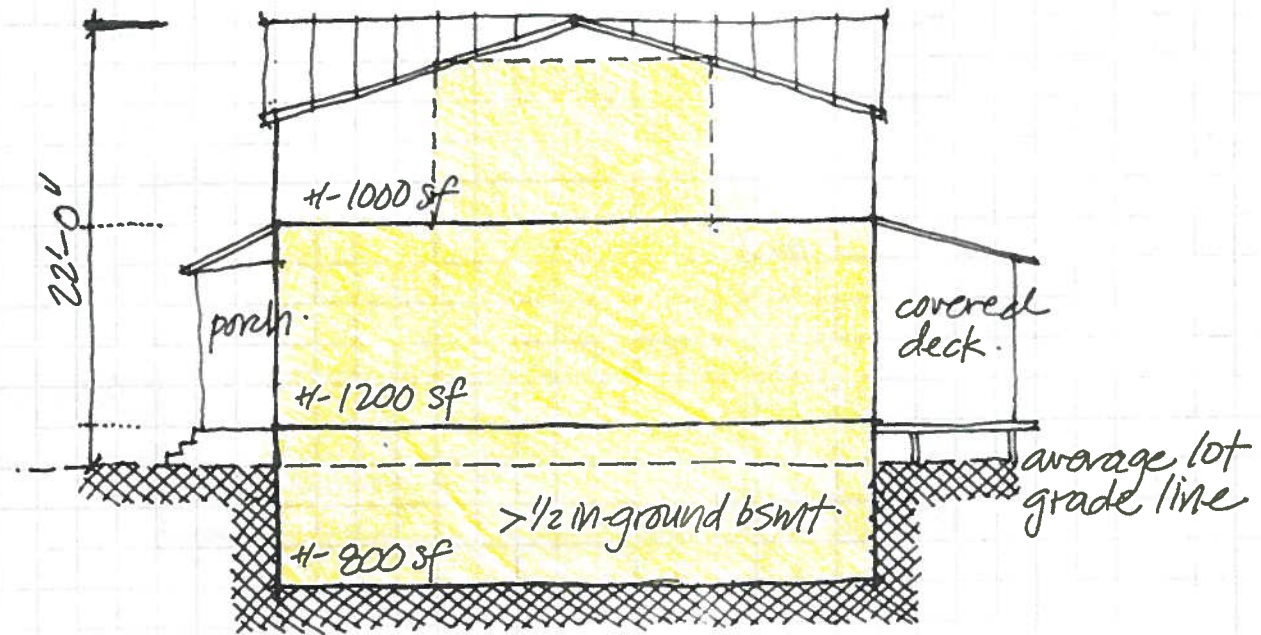 22'-0"
+/- 1000 sf
porch.
covered
deck.
+/- 1200 sf
average lot
grade line
>1/2 in-ground bsmt.
+/- 800 sf